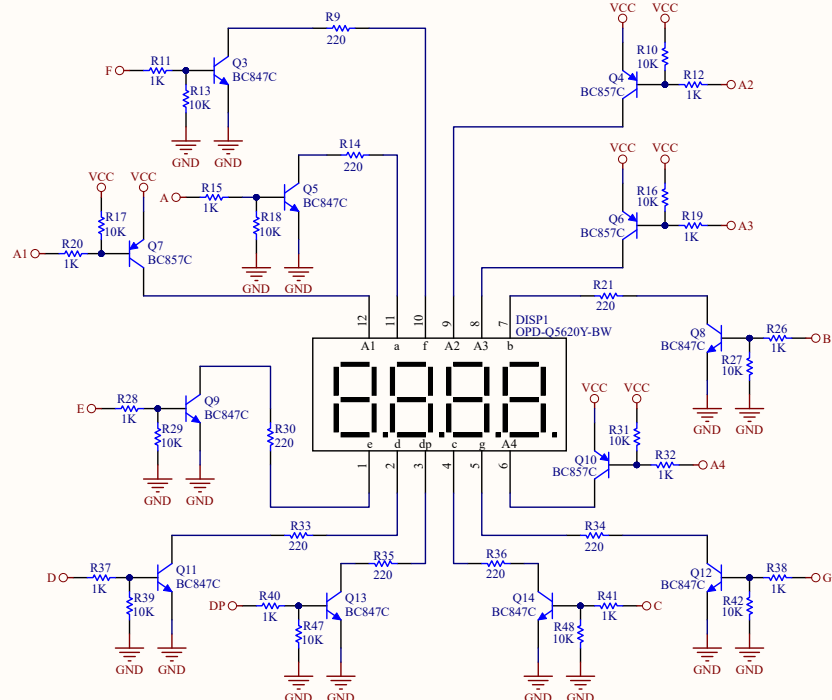 R9
220
VCC VCC
R11
F
1K
Q3
BC847C
R13
10K
GND GND
R10
10K
Q4
BC857C
R12
1K
A2
R14
220
VCC VCC
R15
A
1K
Q5
BC847C
R18
10K
GND GND
VCC VCC
R17
10K
R20
A1
1K
Q7
BC857C
R16
10K
Q6
BC857C
R19
1K
A3
R21
220
12 11 10 9 8 7
DISP1
OPD-Q5620Y-BW
A1 a f A2 A3 b
Q8
BC847C
R26
1K
B
R27
10K
GND GND
R28
E
1K
Q9
BC847C
R29
10K
GND GND
R30
220
e d dp c g A4
1 2 3 4 5 6
VCC VCC
R31
10K
Q10
BC857C
R32
1K
A4
R33
220
R34
220
R35
220
R36
220
R37
D
1K
Q11
BC847C
R39
10K
GND GND
R40
DP
1K
Q13
BC847C
R47
10K
GND GND
Q14
BC847C
R41
1K
C
R48
10K
GND GND
Q12
BC847C
R38
1K
G
R42
10K
GND GND